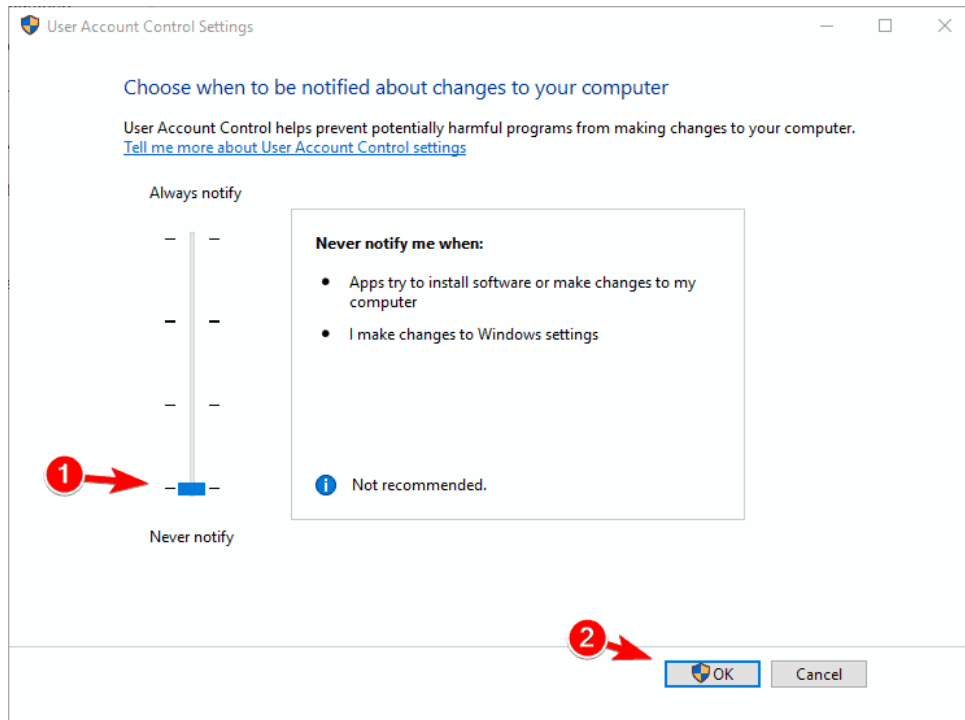 User Account Control Settings
Choose when to be notified about changes to your computer
User Account Control helps prevent potentially harmful programs from making changes to your computer.
Tell me more about User Account Control settings
Always notify
Never notify me when:
Apps try to install software or make changes to my
computer
I make changes to Windows settings
1
Not recommended.
Never notify
2
OK
Cancel